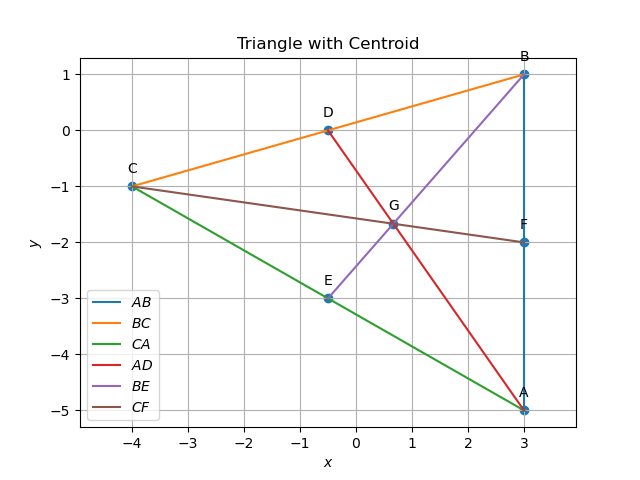 Triangle with Centroid
B
1
D
0
C
−1
G
F
−2
y
E
−3
AB
BC
CA
AD
BE
CF
−4
A
−5
−4 −3 −2 −1 0 1 2 3
x